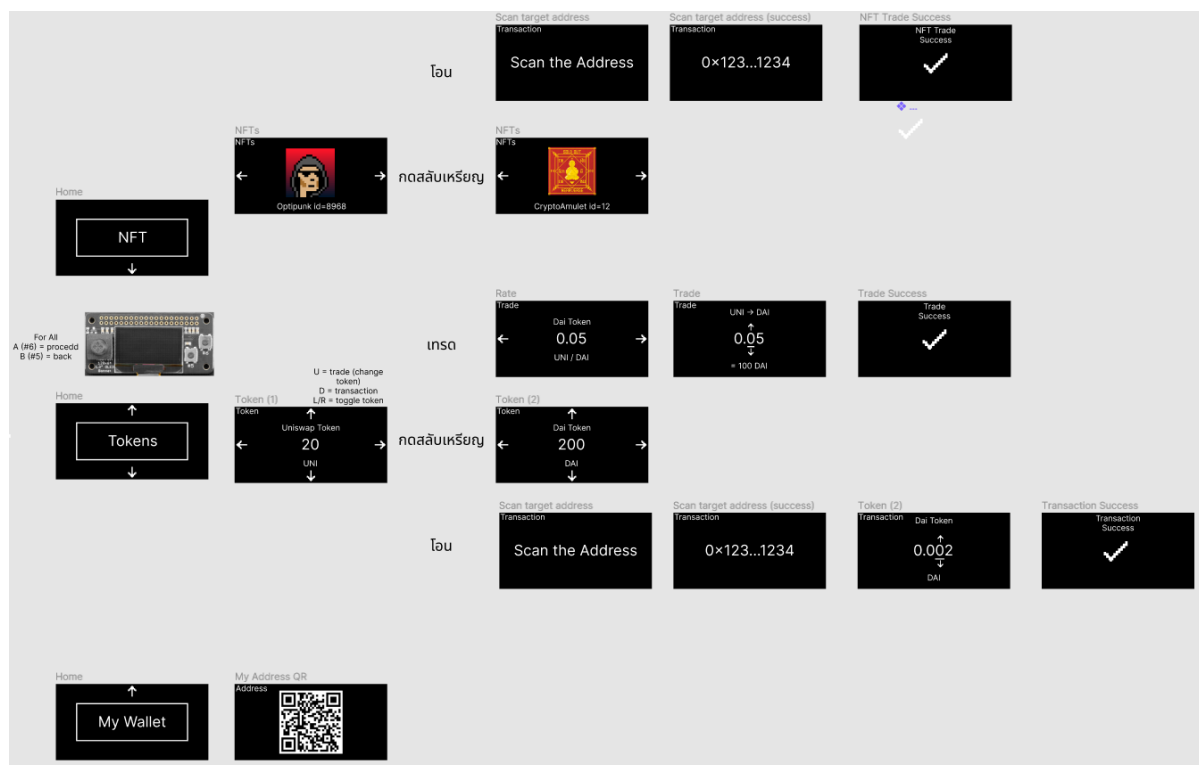 Scan target address
Transaction
Scan the Address
Scan target address (success)
Transaction
0×123...1234
NFT Trade Success
NFT Trade
Success
โอน
NFTs
NFTs
Optipunk id=8968
กดสลับเหรียญ
NFTs
NFTs
CryptoAmulet id=12
Home
NFT
For All
A (#6) = procedd
B (#5) = back
เทรด
Rate
Trade
Dai Token
0.05
UNI / DAI
Trade
Trade
UNI → DAI
0.05
= 100 DAI
Trade Success
Trade
Success
Home
Tokens
U = trade (change
token)
D = transaction
L/R = toggle token
Token (1)
Token
Uniswap Token
20
UNI
กดสลับเหรียญ
Token (2)
Token
Dai Token
200
DAI
โอน
Scan target address
Transaction
Scan the Address
Scan target address (success)
Transaction
0×123...1234
Token (2)
Transaction
Dai Token
0.002
DAI
Transaction Success
Transaction
Success
Home
My Wallet
My Address QR
Address